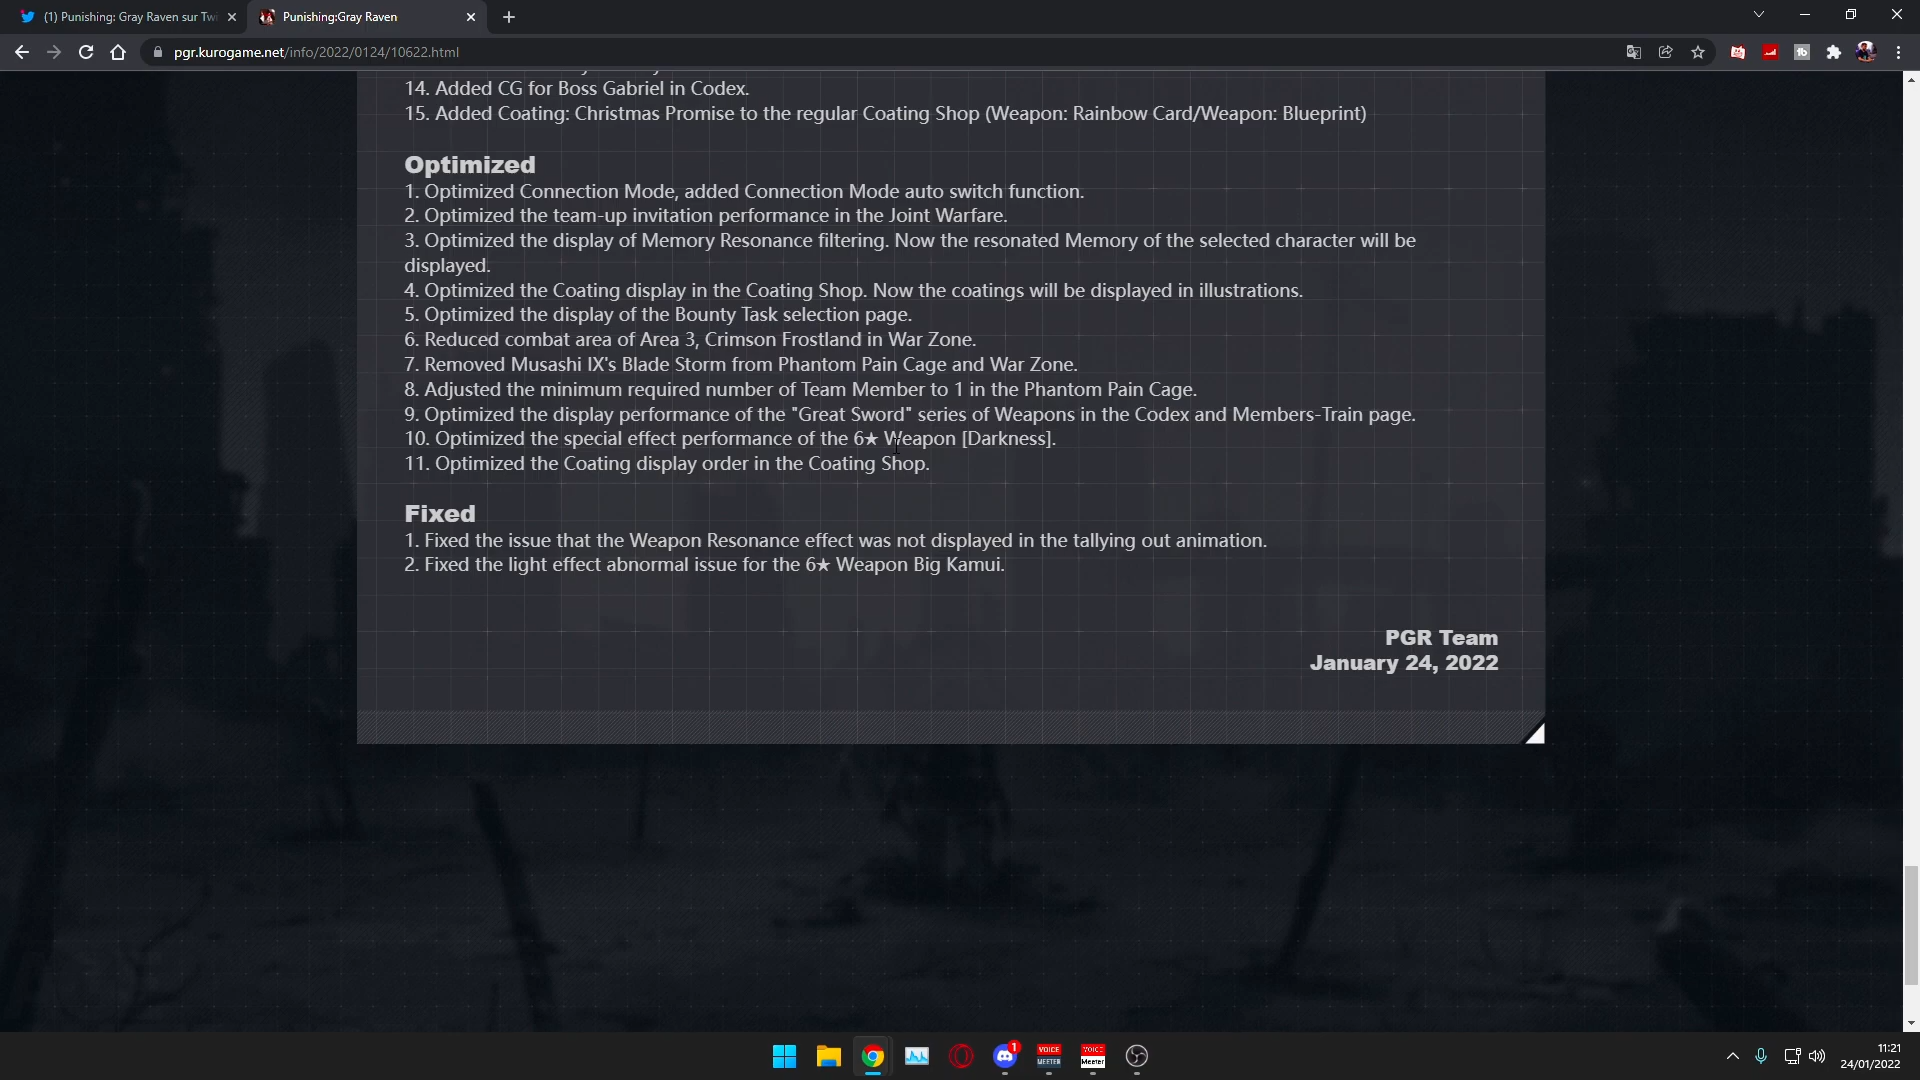 (1) Punishing: Gray Raven sur Twi
Punishing:Gray Raven
pgr.kurogame.net/info/2022/0124/10622.html
14. Added CG for Boss Gabriel in Codex.
15. Added Coating: Christmas Promise to the regular Coating Shop (Weapon: Rainbow Card/Weapon: Blueprint)
Optimized
1. Optimized Connection Mode, added Connection Mode auto switch function.
2. Optimized the team-up invitation performance in the Joint Warfare.
3. Optimized the display of Memory Resonance filtering. Now the resonated Memory of the selected character will be
displayed.
4. Optimized the Coating display in the Coating Shop. Now the coatings will be displayed in illustrations.
5. Optimized the display of the Bounty Task selection page.
6. Reduced combat area of Area 3, Crimson Frostland in War Zone.
7. Removed Musashi IX's Blade Storm from Phantom Pain Cage and War Zone.
8. Adjusted the minimum required number of Team Member to 1 in the Phantom Pain Cage.
9. Optimized the display performance of the "Great Sword" series of Weapons in the Codex and Members-Train page.
10. Optimized the special effect performance of the 6★ Weapon [Darkness].
11. Optimized the Coating display order in the Coating Shop.
Fixed
1. Fixed the issue that the Weapon Resonance effect was not displayed in the tallying out animation.
2. Fixed the light effect abnormal issue for the 6★ Weapon Big Kamui.
PGR Team
January 24, 2022
1
VOICE
MEETER
VOICE
Meeter
11:21
24/01/2022